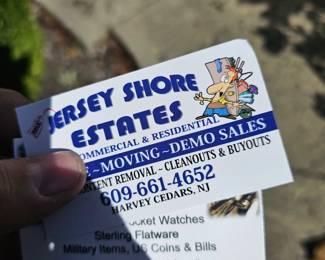 JERSEY SHORE
ESTATES
COMMERCIAL & RESIDENTIAL
~MOVING~DEMO SALES
CONTENT REMOVAL~CLEANOUTS & BUYOUTS
609-661-4652
HARVEY CEDARS, NJ
Pocket Watches
Sterling Flatware
Military Items, US Coins & Bills